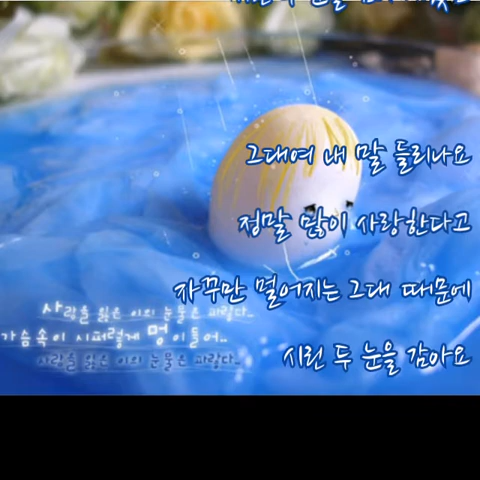 그대여 내 말 들리나요
정말 많이 사랑한다고
자꾸만 멀어지는 그대 때문에
시린 두 눈을 감아요
사랑을 잃은 이의 눈물은 파랗다..
가슴속이 시퍼렇게 멍이들어..
사랑을 잃은 이의 눈물은 파랗다..